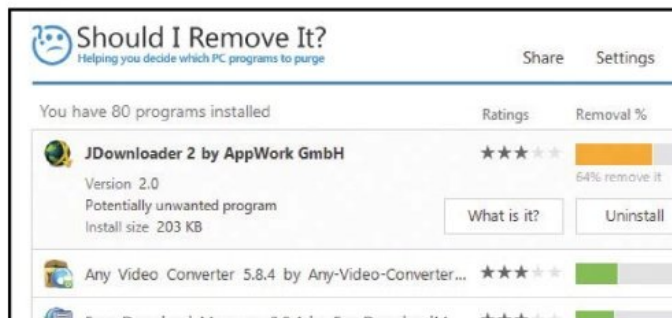 Should I Remove It?
Helping you decide which PC programs to purge
Share Settings
You have 80 programs installed Ratings Removal %
JDownloader 2 by AppWork GmbH
64% remove it
Version 2.0
Potentially unwanted program
What is it? Uninstall
Install size 203 KB
Any Video Converter 5.8.4 by Any-Video-Converter...